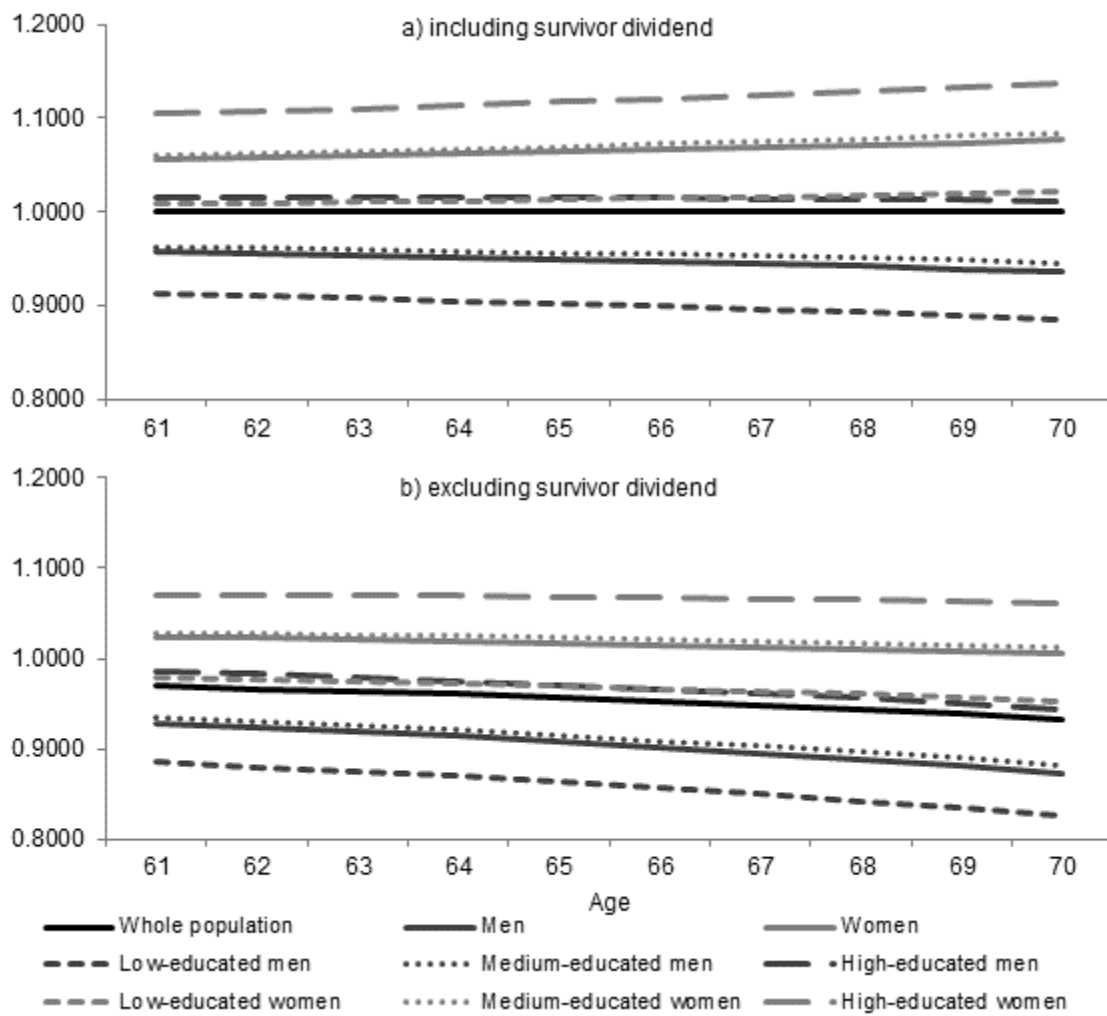 1.2000
a) including survivor dividend
1.1000
1.0000
0.9000
0.8000
61 62 63 64 65 66 67 68 69 70
1.2000
b) excluding survivor dividend
1.1000
1.0000
0.9000
0.8000
61 62 63 64 65 66 67 68 69 70
Age
Whole population Men Women
Low-educated men Medium-educated men High-educated men
Low-educated women Medium-educated women High-educated women